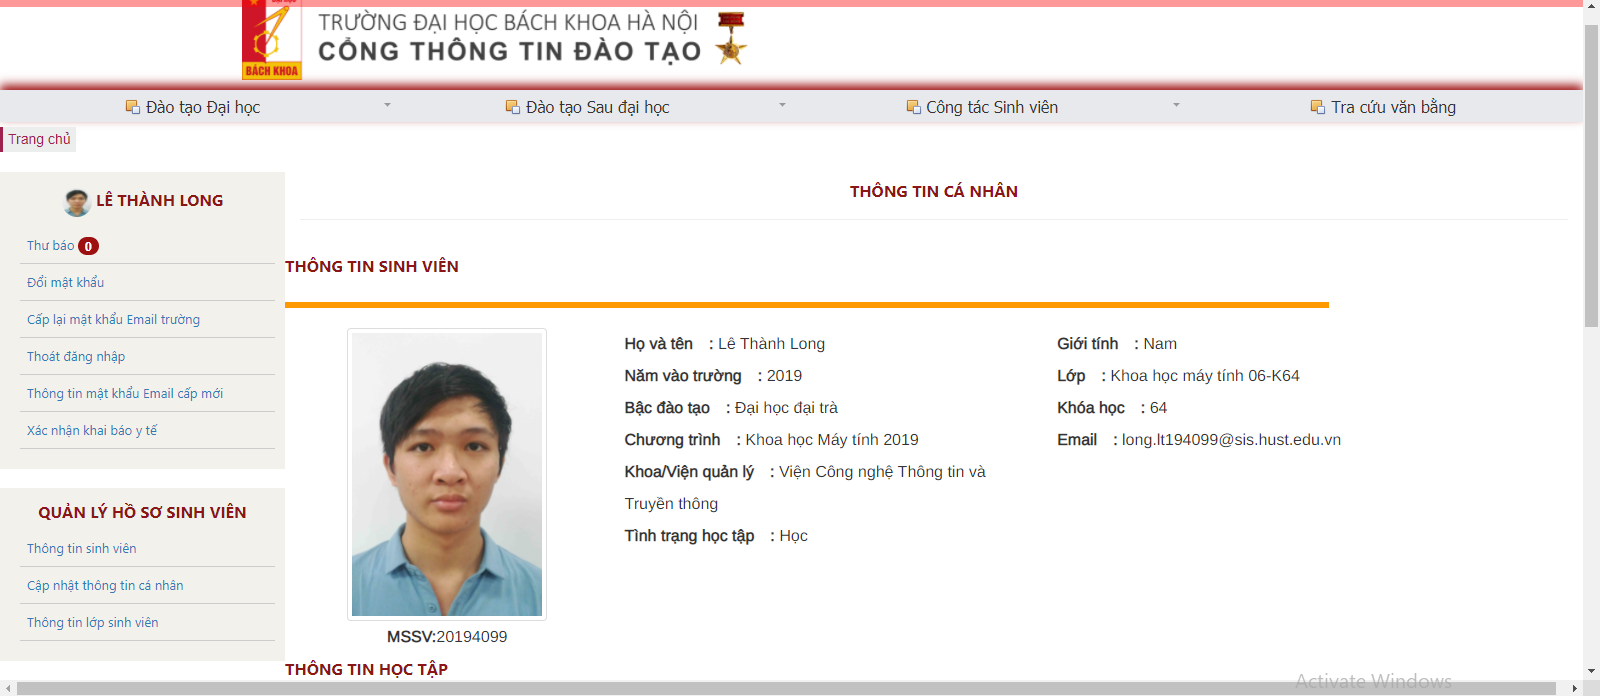 BÁCH KHOA
TRƯỜNG ĐẠI HỌC BÁCH KHOA HÀ NỘI
CỔNG THÔNG TIN ĐÀO TẠO
Đào tạo Đại học
Đào tạo Sau đại học
Công tác Sinh viên
Tra cứu văn bằng
Trang chủ
LÊ THÀNH LONG
Thư báo 0
Đổi mật khẩu
Cấp lại mật khẩu Email trường
Thoát đăng nhập
Thông tin mật khẩu Email cấp mới
Xác nhận khai báo y tế
QUẢN LÝ HỒ SƠ SINH VIÊN
Thông tin sinh viên
Cập nhật thông tin cá nhân
Thông tin lớp sinh viên
THÔNG TIN CÁ NHÂN
THÔNG TIN SINH VIÊN
MSSV:20194099
Họ và tên : Lê Thành Long
Năm vào trường : 2019
Bậc đào tạo : Đại học đại trà
Chương trình : Khoa học Máy tính 2019
Khoa/Viện quản lý : Viện Công nghệ Thông tin và
Truyền thông
Tình trạng học tập : Học
Giới tính : Nam
Lớp : Khoa học máy tính 06-K64
Khóa học : 64
Email : long.lt194099@sis.hust.edu.vn
THÔNG TIN HỌC TẬP
Activate Windows